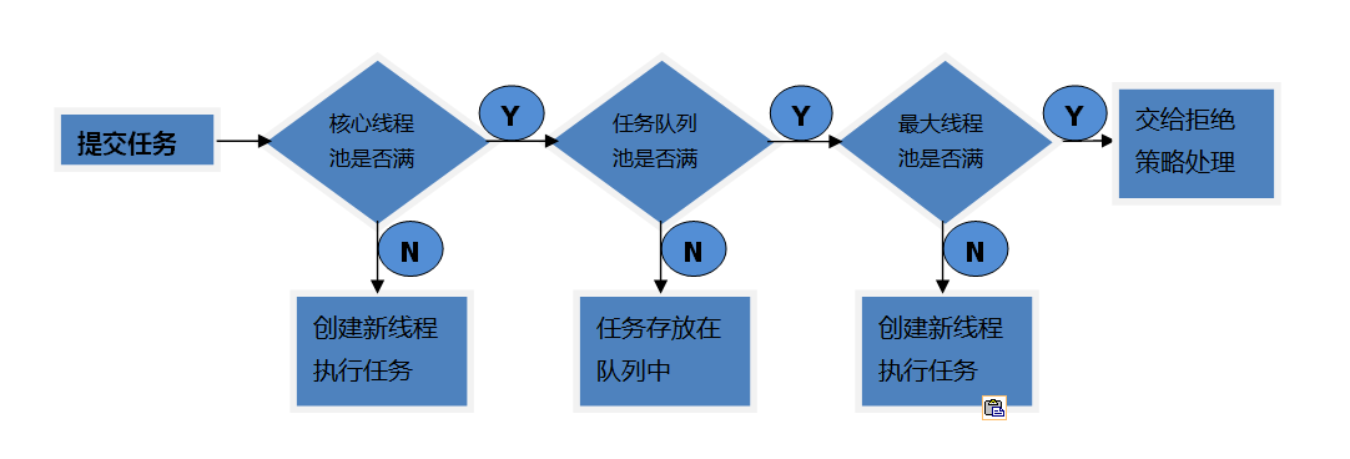 提交任务
核心线程
池是否满
Y
任务队列
池是否满
Y
最大线程
池是否满
Y
交给拒绝
策略处理
N
N
N
创建新线程
执行任务
任务存放在
队列中
创建新线程
执行任务